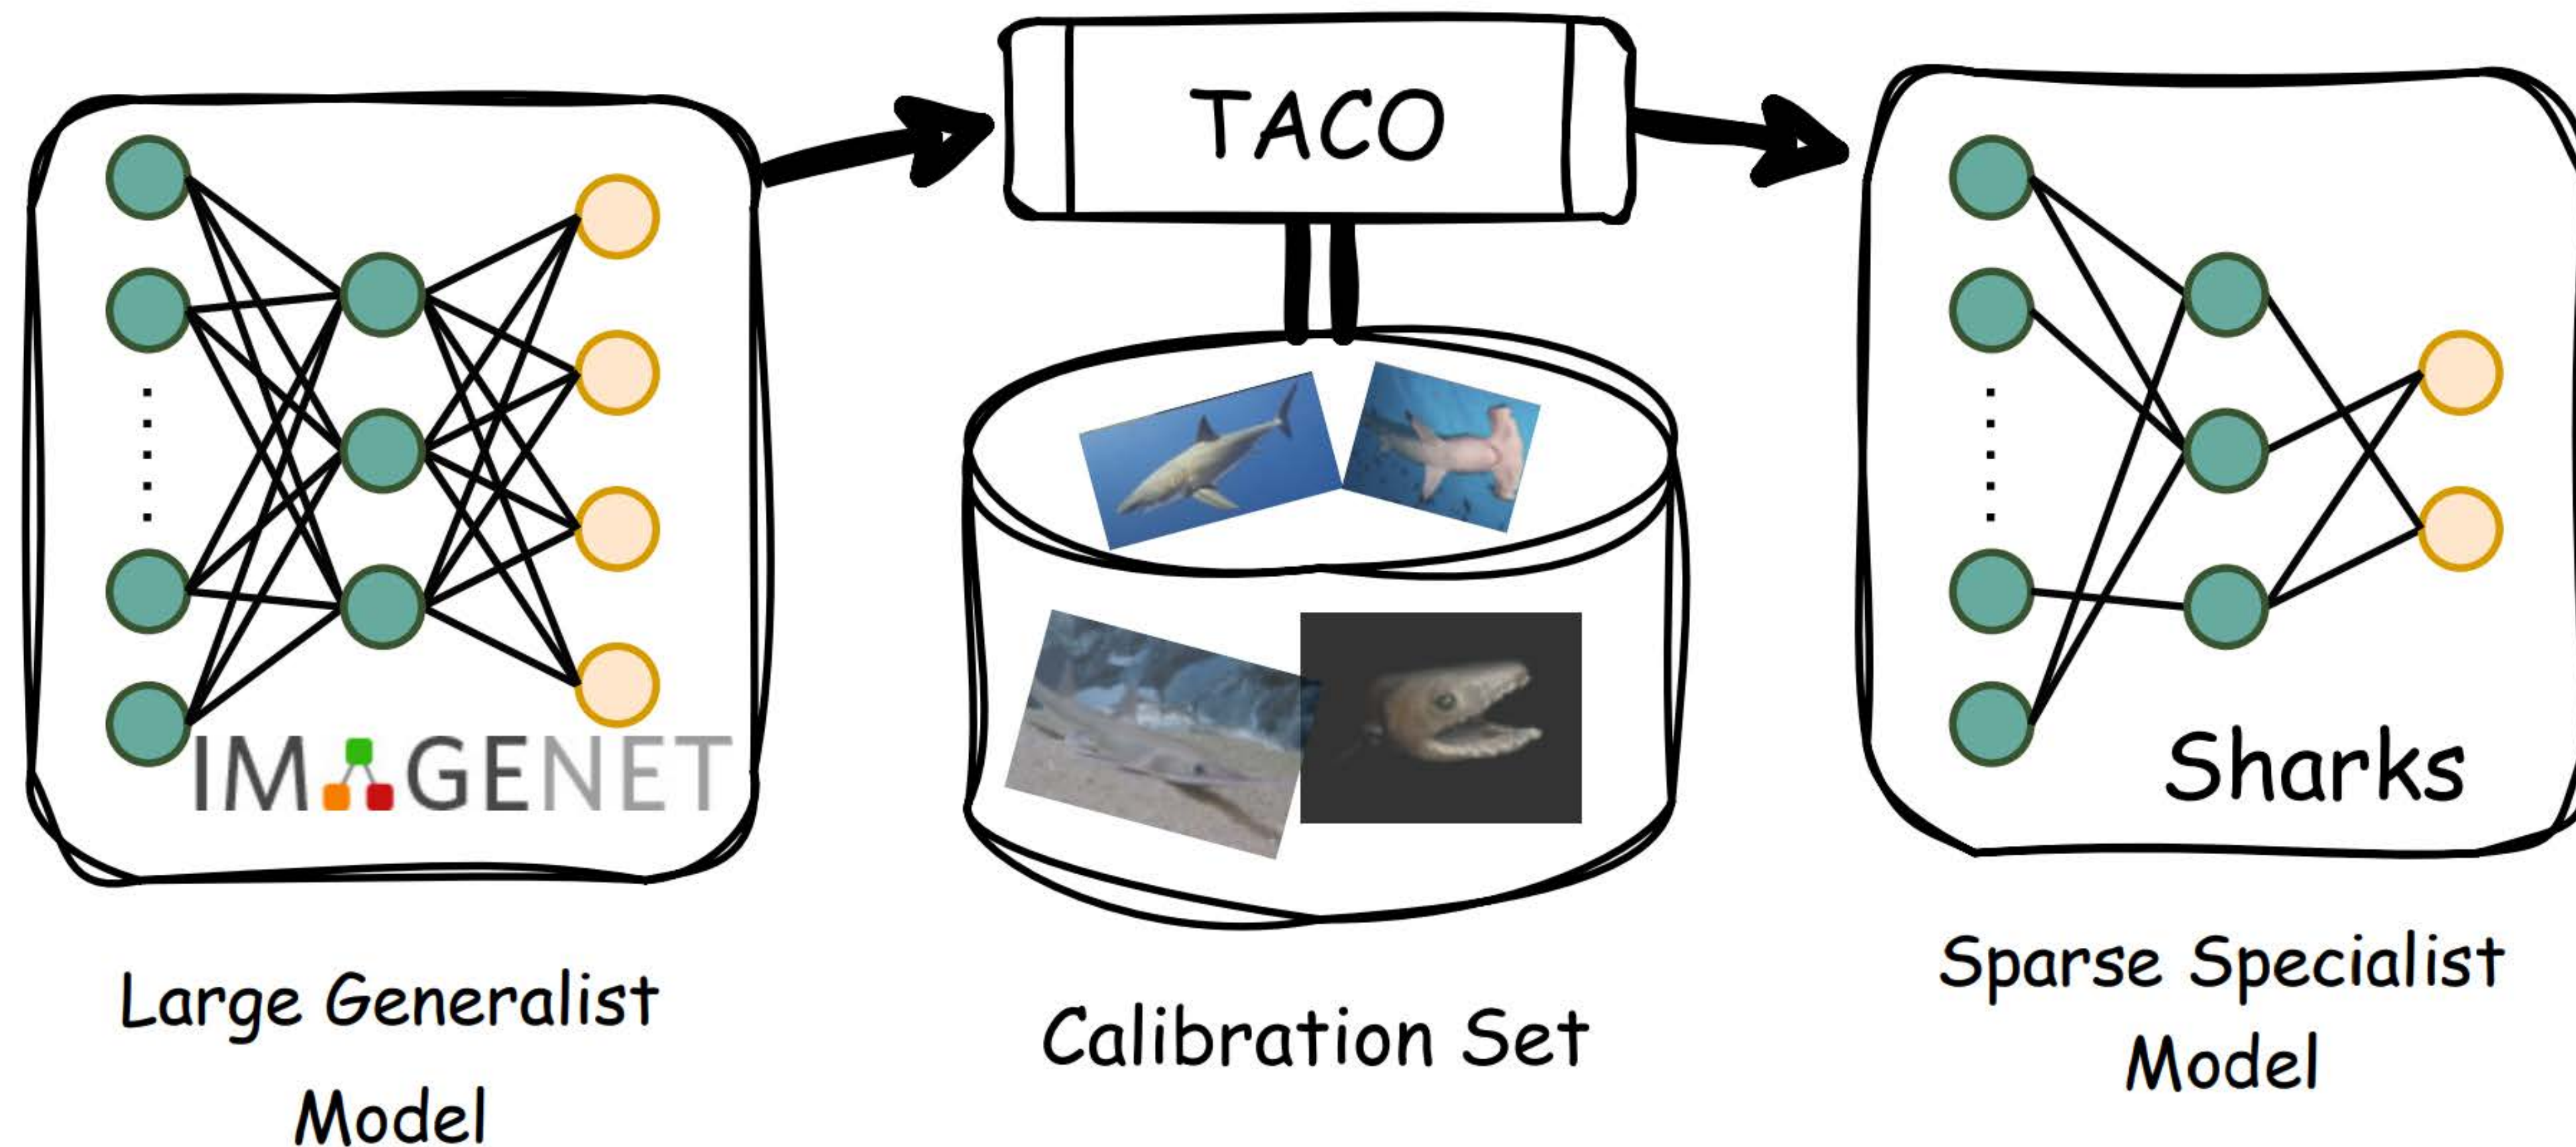 TACO
IMAGENET
Sharks
Large Generalist
Model
Calibration Set
Sparse Specialist
Model